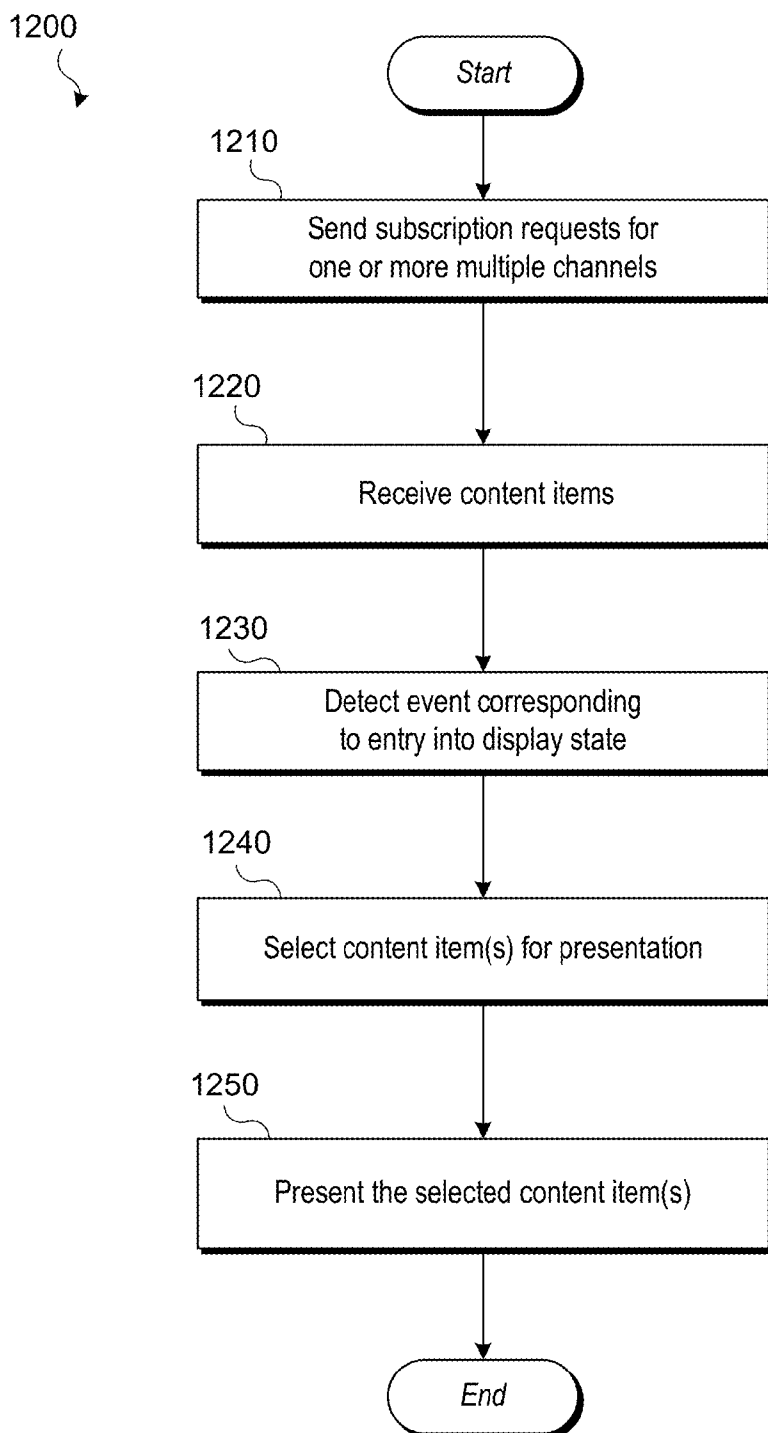 1200
Start
1210
Send subscription requests for
one or more multiple channels
1220
Receive content items
1230
Detect event corresponding
to entry into display state
1240
Select content item(s) for presentation
1250
Present the selected content item(s)
End